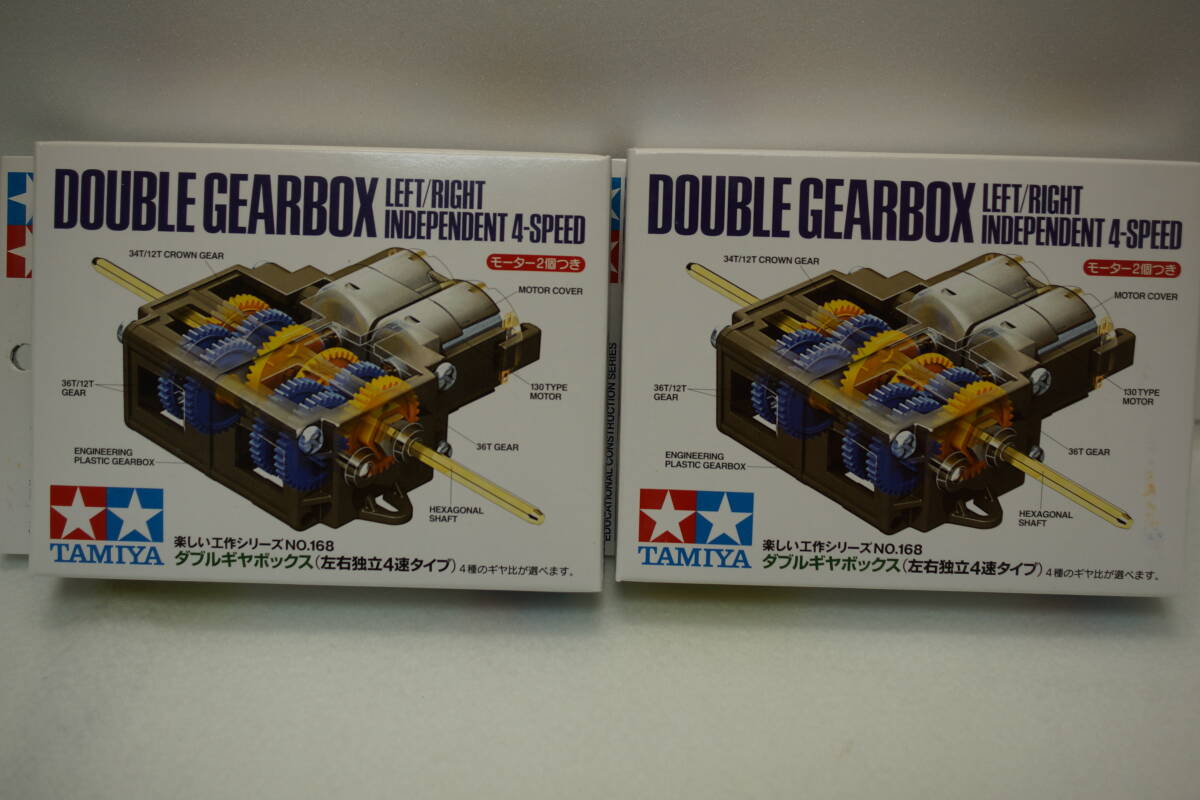 DOUBLE GEARBOX LEFT/RIGHT
INDEPENDENT 4-SPEED
モーター2個つき
34T/12T CROWN GEAR
MOTOR COVER
36T/12T
GEAR
130 TYPE
MOTOR
36T GEAR
ENGINEERING
PLASTIC GEARBOX
HEXAGONAL
SHAFT
TAMIYA
楽しい工作シリーズNO.168
ダブルギヤボックス(左右独立4速タイプ) 4種のギヤ比が選べます。
EDUCATIONAL CONSTRUCTION SERIES
DOUBLE GEARBOX LEFT/RIGHT
INDEPENDENT 4-SPEED
モーター2個つき
34T/12T CROWN GEAR
MOTOR COVER
36T/12T
GEAR
130 TYPE
MOTOR
36T GEAR
ENGINEERING
PLASTIC GEARBOX
HEXAGONAL
SHAFT
TAMIYA
楽しい工作シリーズNO.168
ダブルギヤボックス(左右独立4速タイプ) 4種のギヤ比が選べます。